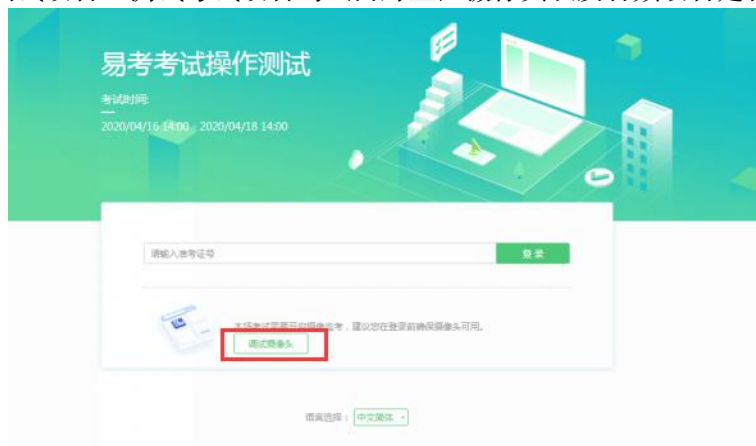 易考考试操作测试
考试时间:
2020/04/16 14:00 - 2020/04/18 14:00
请输入准考证号
登录
本场考试需要开启摄像监考，建议您在登录前确保摄像头可用。
调试摄像头
语言选择：
中文简体